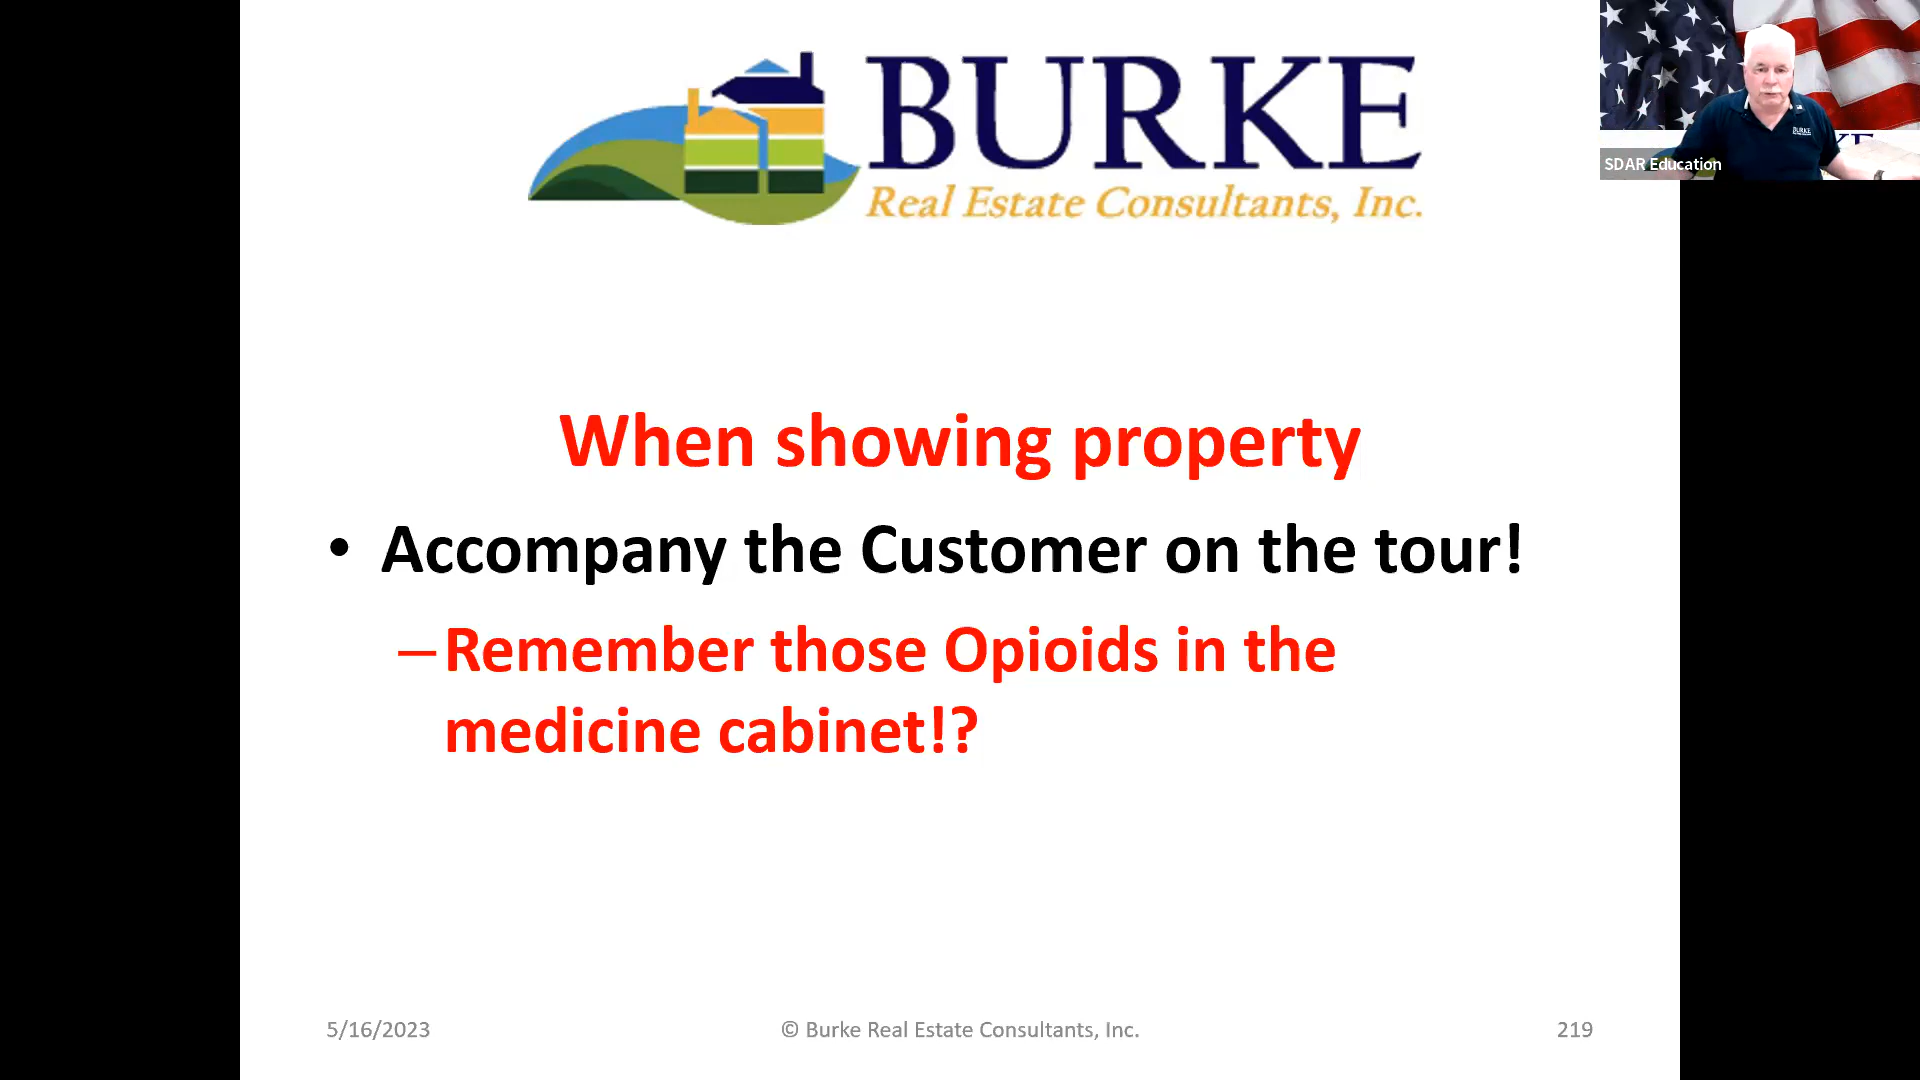 BURKE
Real Estate Consultants, Inc.
BURKE
SDAR Education
When showing property
• Accompany the Customer on the tour!
–Remember those Opioids in the
medicine cabinet!?
5/16/2023
© Burke Real Estate Consultants, Inc.
219